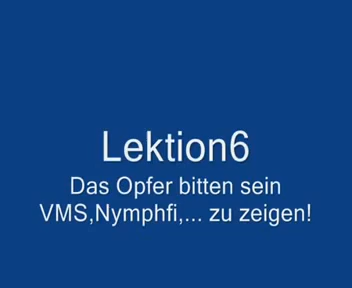 Lektion6
Das Opfer bitten sein
VMS,Nymphfi,... zu zeigen!